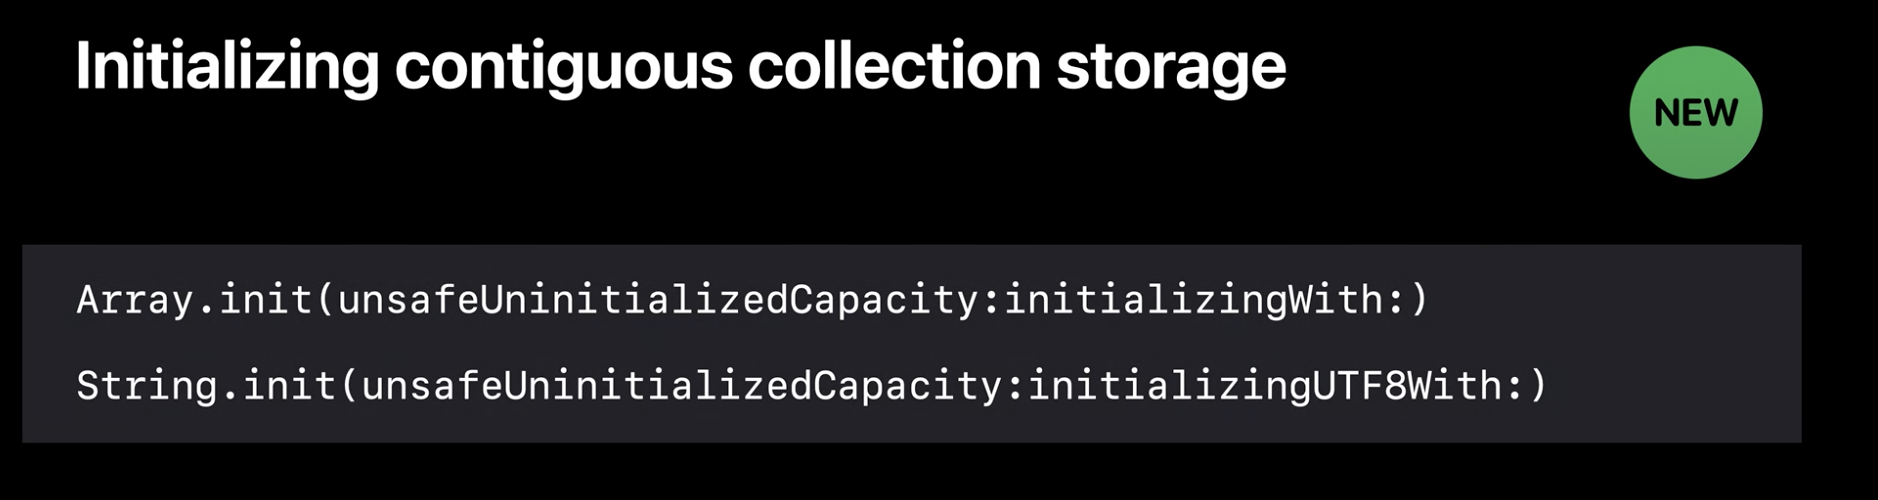 Initializing contiguous collection storage
NEW
Array.init(unsafeUninitializedCapacity:initializingWith:)
String.init(unsafeUninitializedCapacity:initializingUTF8With:)